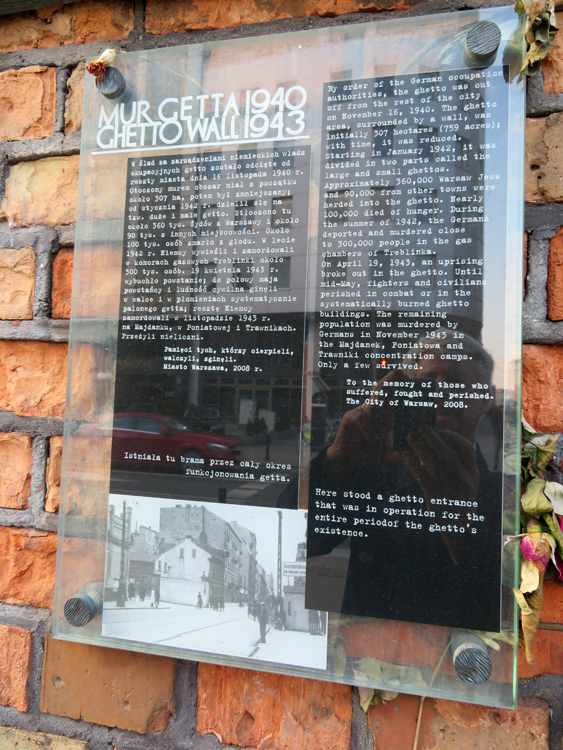 MUR GETTA 1940
GHETTO WALL 1943
W ślad za zarządzeniami niemieckich władz
okupacyjnych getto zostało odcięte od
reszty miasta dnia 16 listopada 1940 r.
Otoczony murem obszar miał z początku
około 307 ha, potem był zmniejszany;
od stycznia 1942 r. dzielił się na
tzw. duże i małe getto. Stłoczono tu
około 360 tys. Żydów z Warszawy i około
90 tys. z innych miejscowości. Około
100 tys. osób zmarło z głodu. W lecie
1942 r. Niemcy wywieźli i zamordowali
w komorach gazowych Treblinki około
300 tys. osób. 19 kwietnia 1943 r.
wybuchło powstanie; do połowy maja
powstańcy i ludność cywilna ginęli
w walce i w płomieniach systematycznie
palonego getta; resztę Niemcy
zamordowali w listopadzie 1943 r.
na Majdanku, w Poniatowej i Trawnikach.
Przeżyli nieliczni.
Pamięci tych, którzy cierpieli,
walczyli, zginęli.
Miasto Warszawa, 2008 r.
Istniała tu brama przez cały okres
funkcjonowania getta.
By order of the German occupation
authorities, the ghetto was cut
off from the rest of the city
on November 16, 1940. The ghetto
area, surrounded by a wall, was
initially 307 hectares (759 acres);
with time, it was reduced.
Starting in January 1942, it was
divided in two parts called the
large and small ghettos.
Approximately 360,000 Warsaw Jews
and 90,000 from other towns were
herded into the ghetto. Nearly
100,000 died of hunger. During
the summer of 1942, the Germans
deported and murdered close
to 300,000 people in the gas
chambers of Treblinka.
On April 19, 1943, an uprising
broke out in the ghetto. Until
mid-May, fighters and civilians
perished in combat or in the
systematically burned ghetto
buildings. The remaining
population was murdered by
Germans in November 1943 in
the Majdanek, Poniatowa and
Trawniki concentration camps.
Only a few survived.
To the memory of those who
suffered, fought and perished.
The City of Warsaw, 2008.
Here stood a ghetto entrance
that was in operation for the
entire periodof the ghetto's
existence.